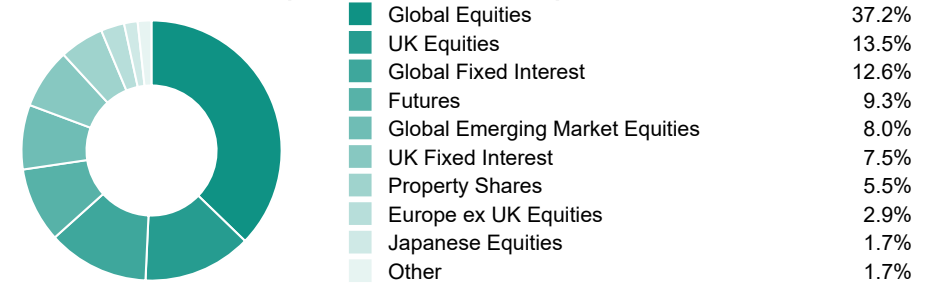 Global Equities 37.2%
UK Equities 13.5%
Global Fixed Interest 12.6%
Futures 9.3%
Global Emerging Market Equities 8.0%
UK Fixed Interest 7.5%
Property Shares 5.5%
Europe ex UK Equities 2.9%
Japanese Equities 1.7%
Other 1.7%